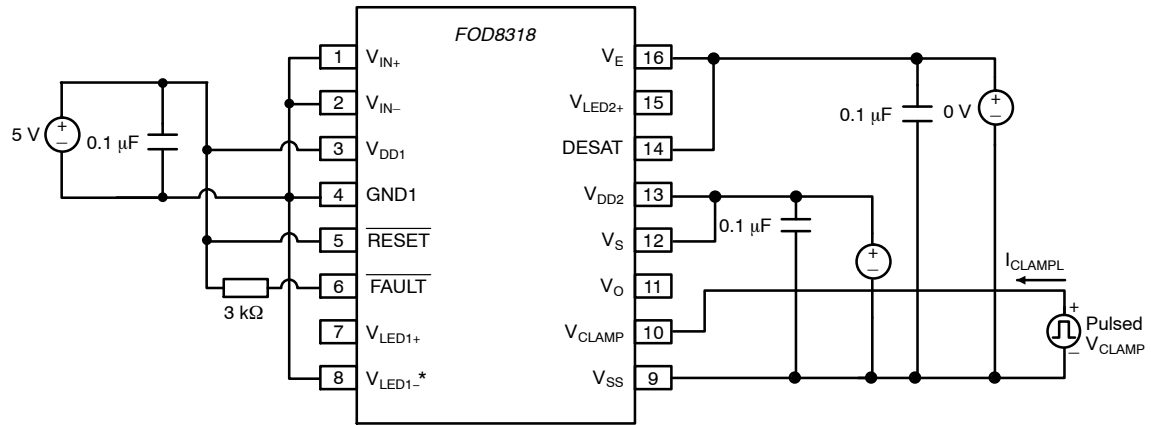 FOD8318
1 V_IN+
2 V_IN–
3 V_DD1
4 GND1
5 RESET
6 FAULT
7 V_LED1+
8 V_LED1–*
V_E 16
V_LED2+ 15
DESAT 14
V_DD2 13
V_S 12
V_O 11
V_CLAMP 10
V_SS 9
5 V
+
–
0.1 μF
3 kΩ
0.1 μF
0 V
+
–
0.1 μF
+
–
I_CLAMPL
+
–
Pulsed
V_CLAMP